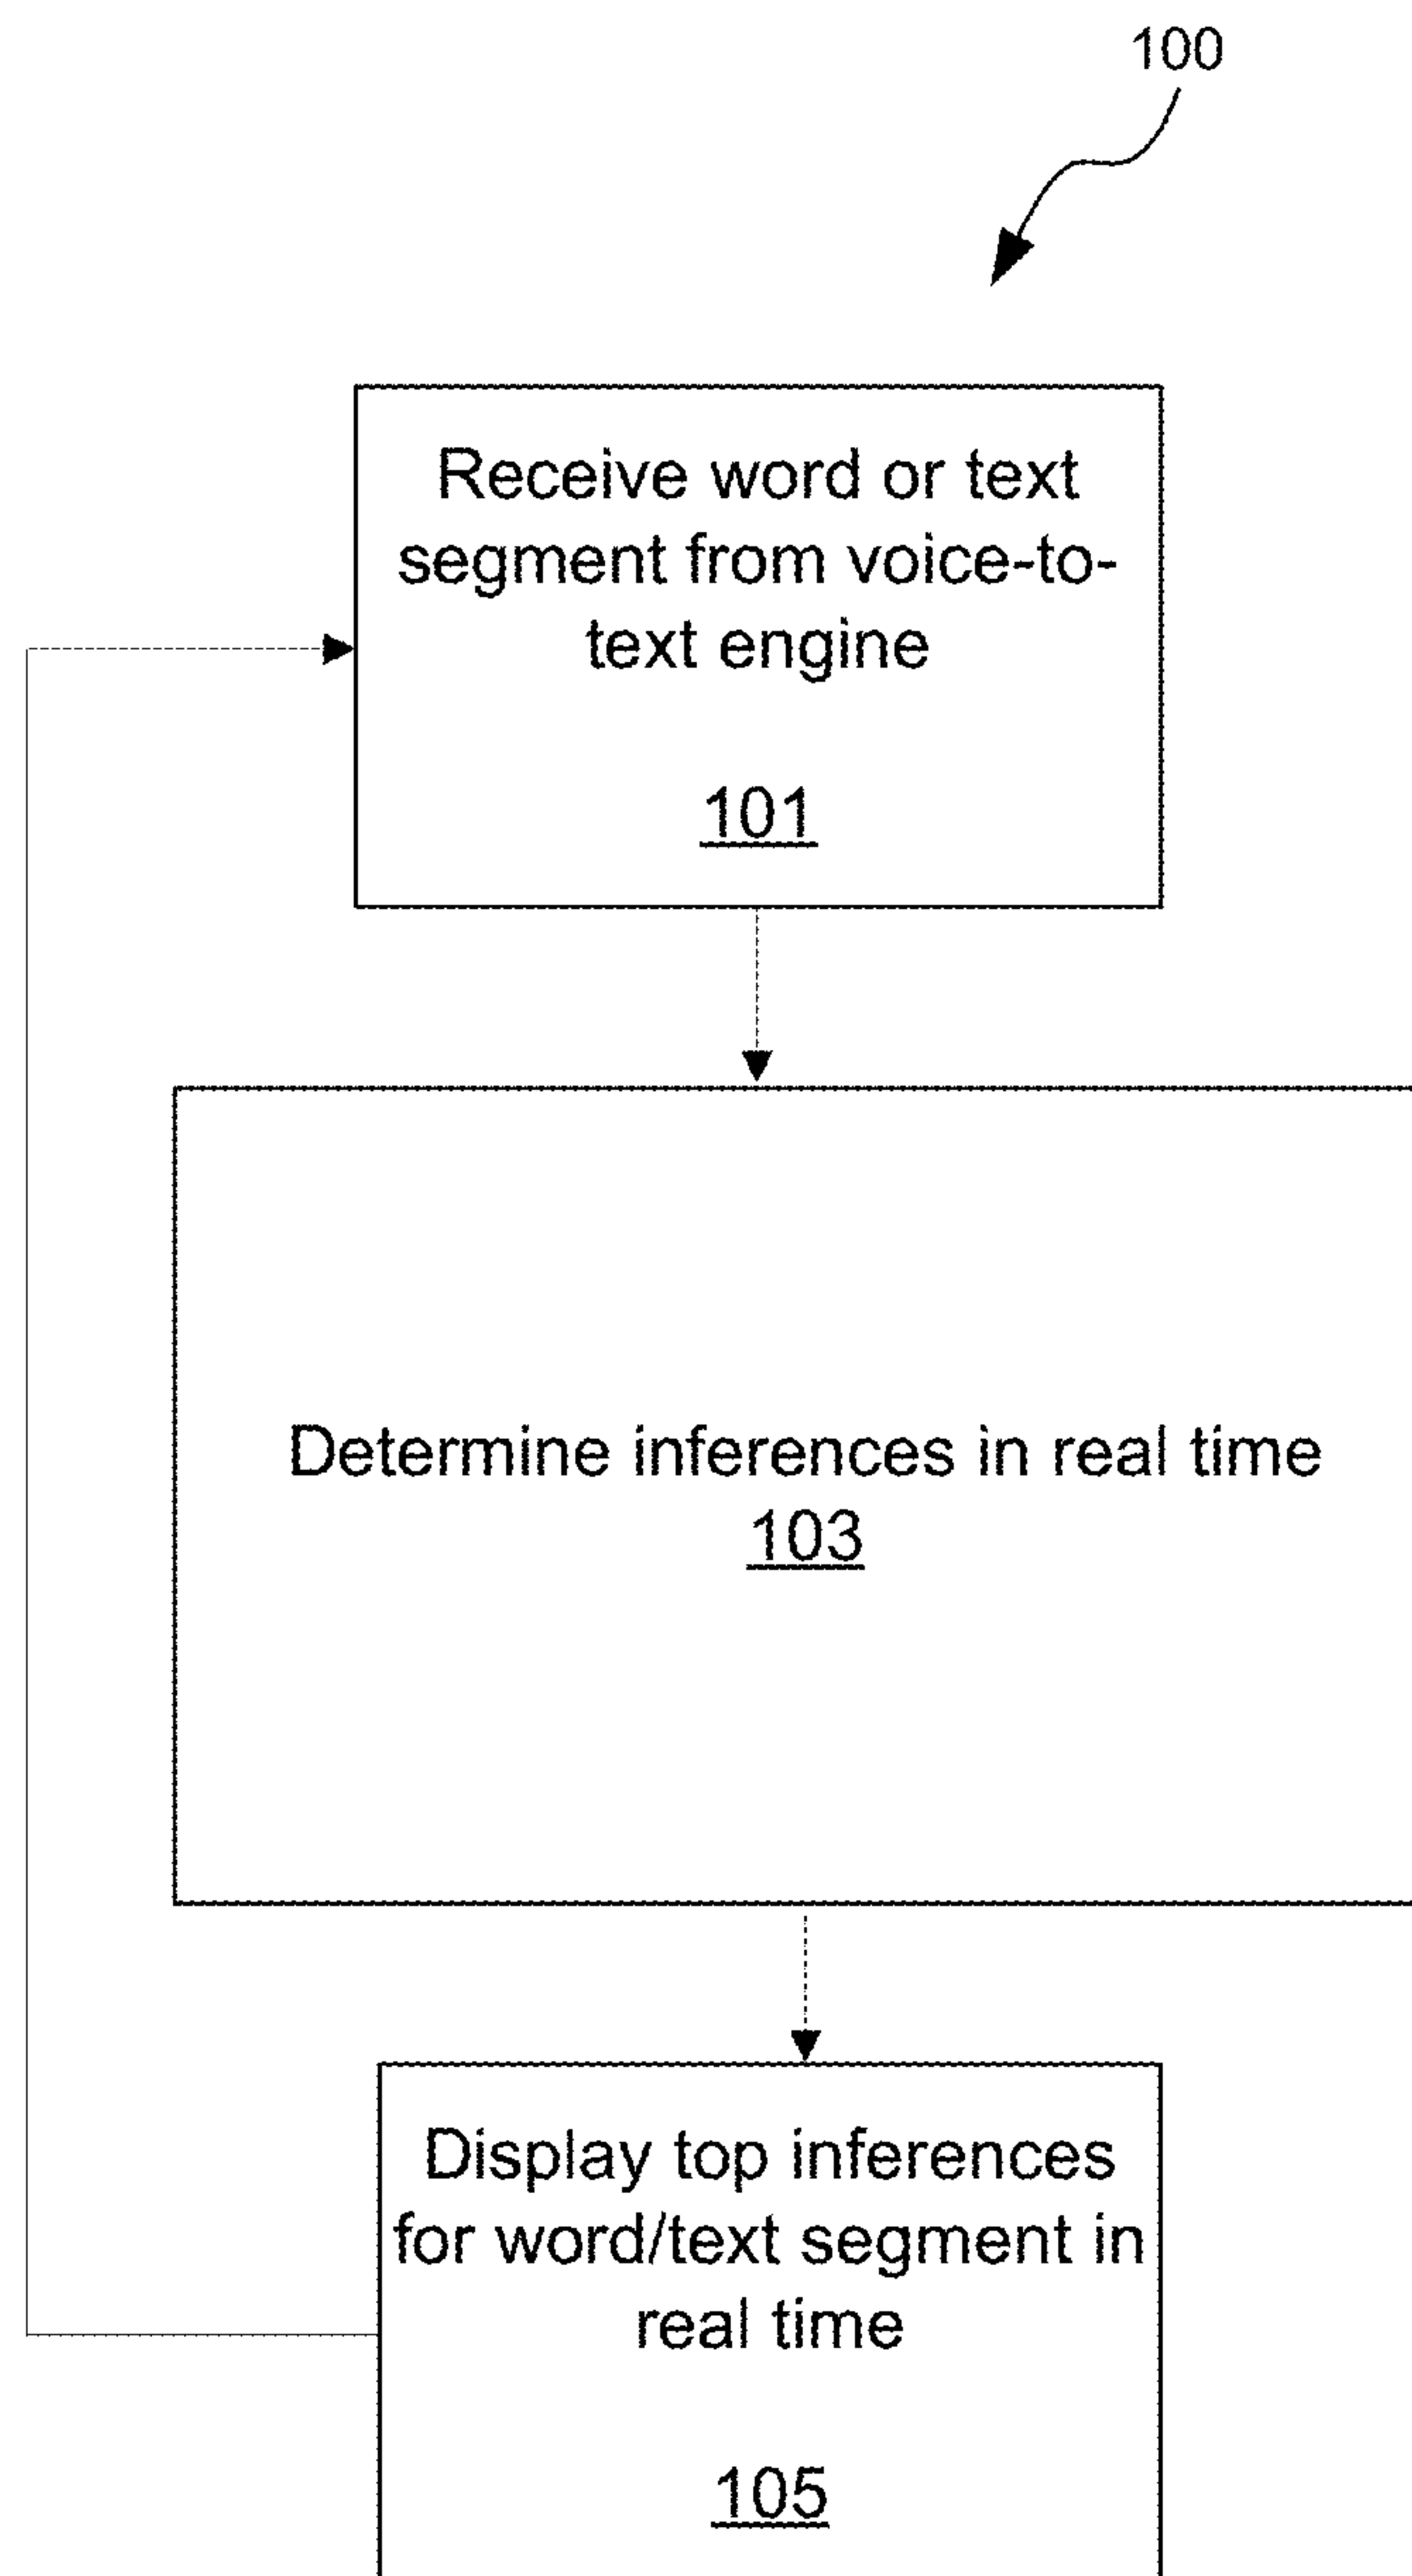 100
Receive word or text
segment from voice-to-
text engine
101
Determine inferences in real time
103
Display top inferences
for word/text segment in
real time
105